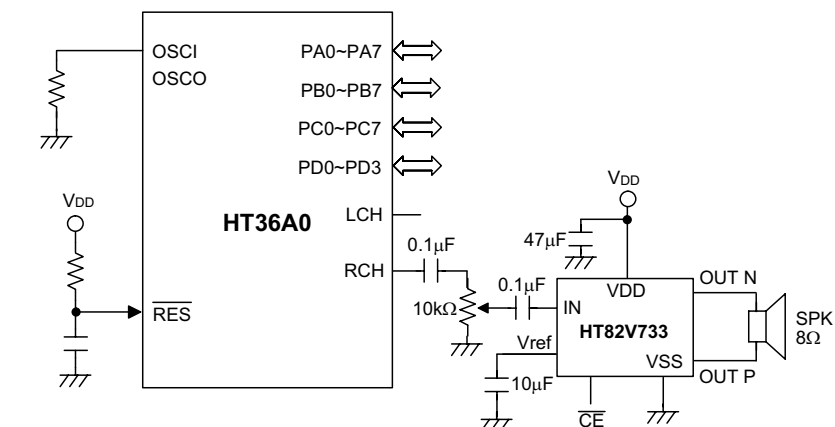 OSCI
OSCO
PA0~PA7
PB0~PB7
PC0~PC7
PD0~PD3
HT36A0
LCH
RCH
VDD
RES
0.1μF
10kΩ
0.1μF
VDD
47μF
VDD
IN
HT82V733
Vref
VSS
10μF
CE
OUT N
OUT P
SPK
8Ω